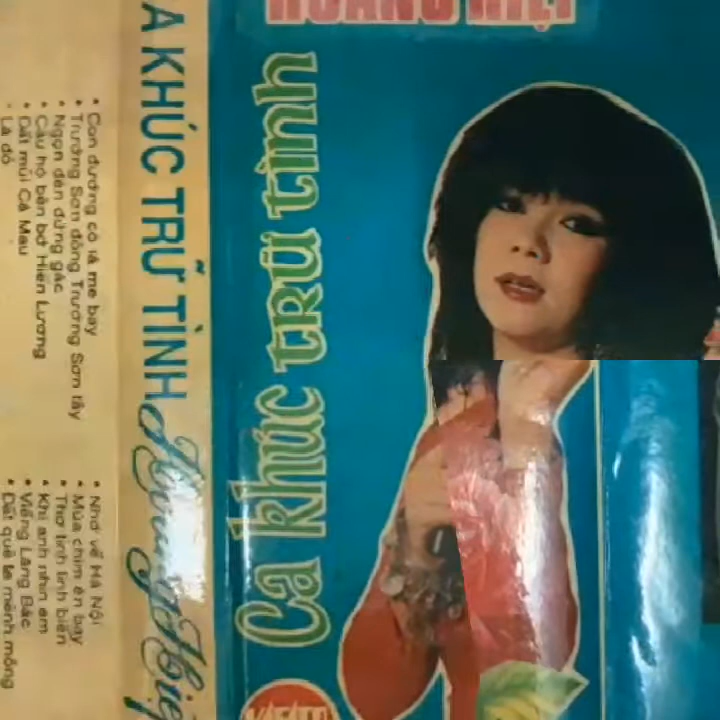 HOÀNG HIỆP
Ca khúc trữ tình
A KHÚC TRỮ TÌNH
Hoàng Hiệp
• Con đường có lá me bay
• Trường Sơn đông Trường Sơn tây
• Ngọn đèn đứng gác
• Câu hò bên bờ Hiền Lương
• Đất mũi Cà Mau
• Lá đỏ
• Nhớ về Hà Nội
• Mùa chim én bay
• Thơ tình lính biển
• Khi anh nhìn em
• Viếng Lăng Bác
• Đất quê ta mênh mông